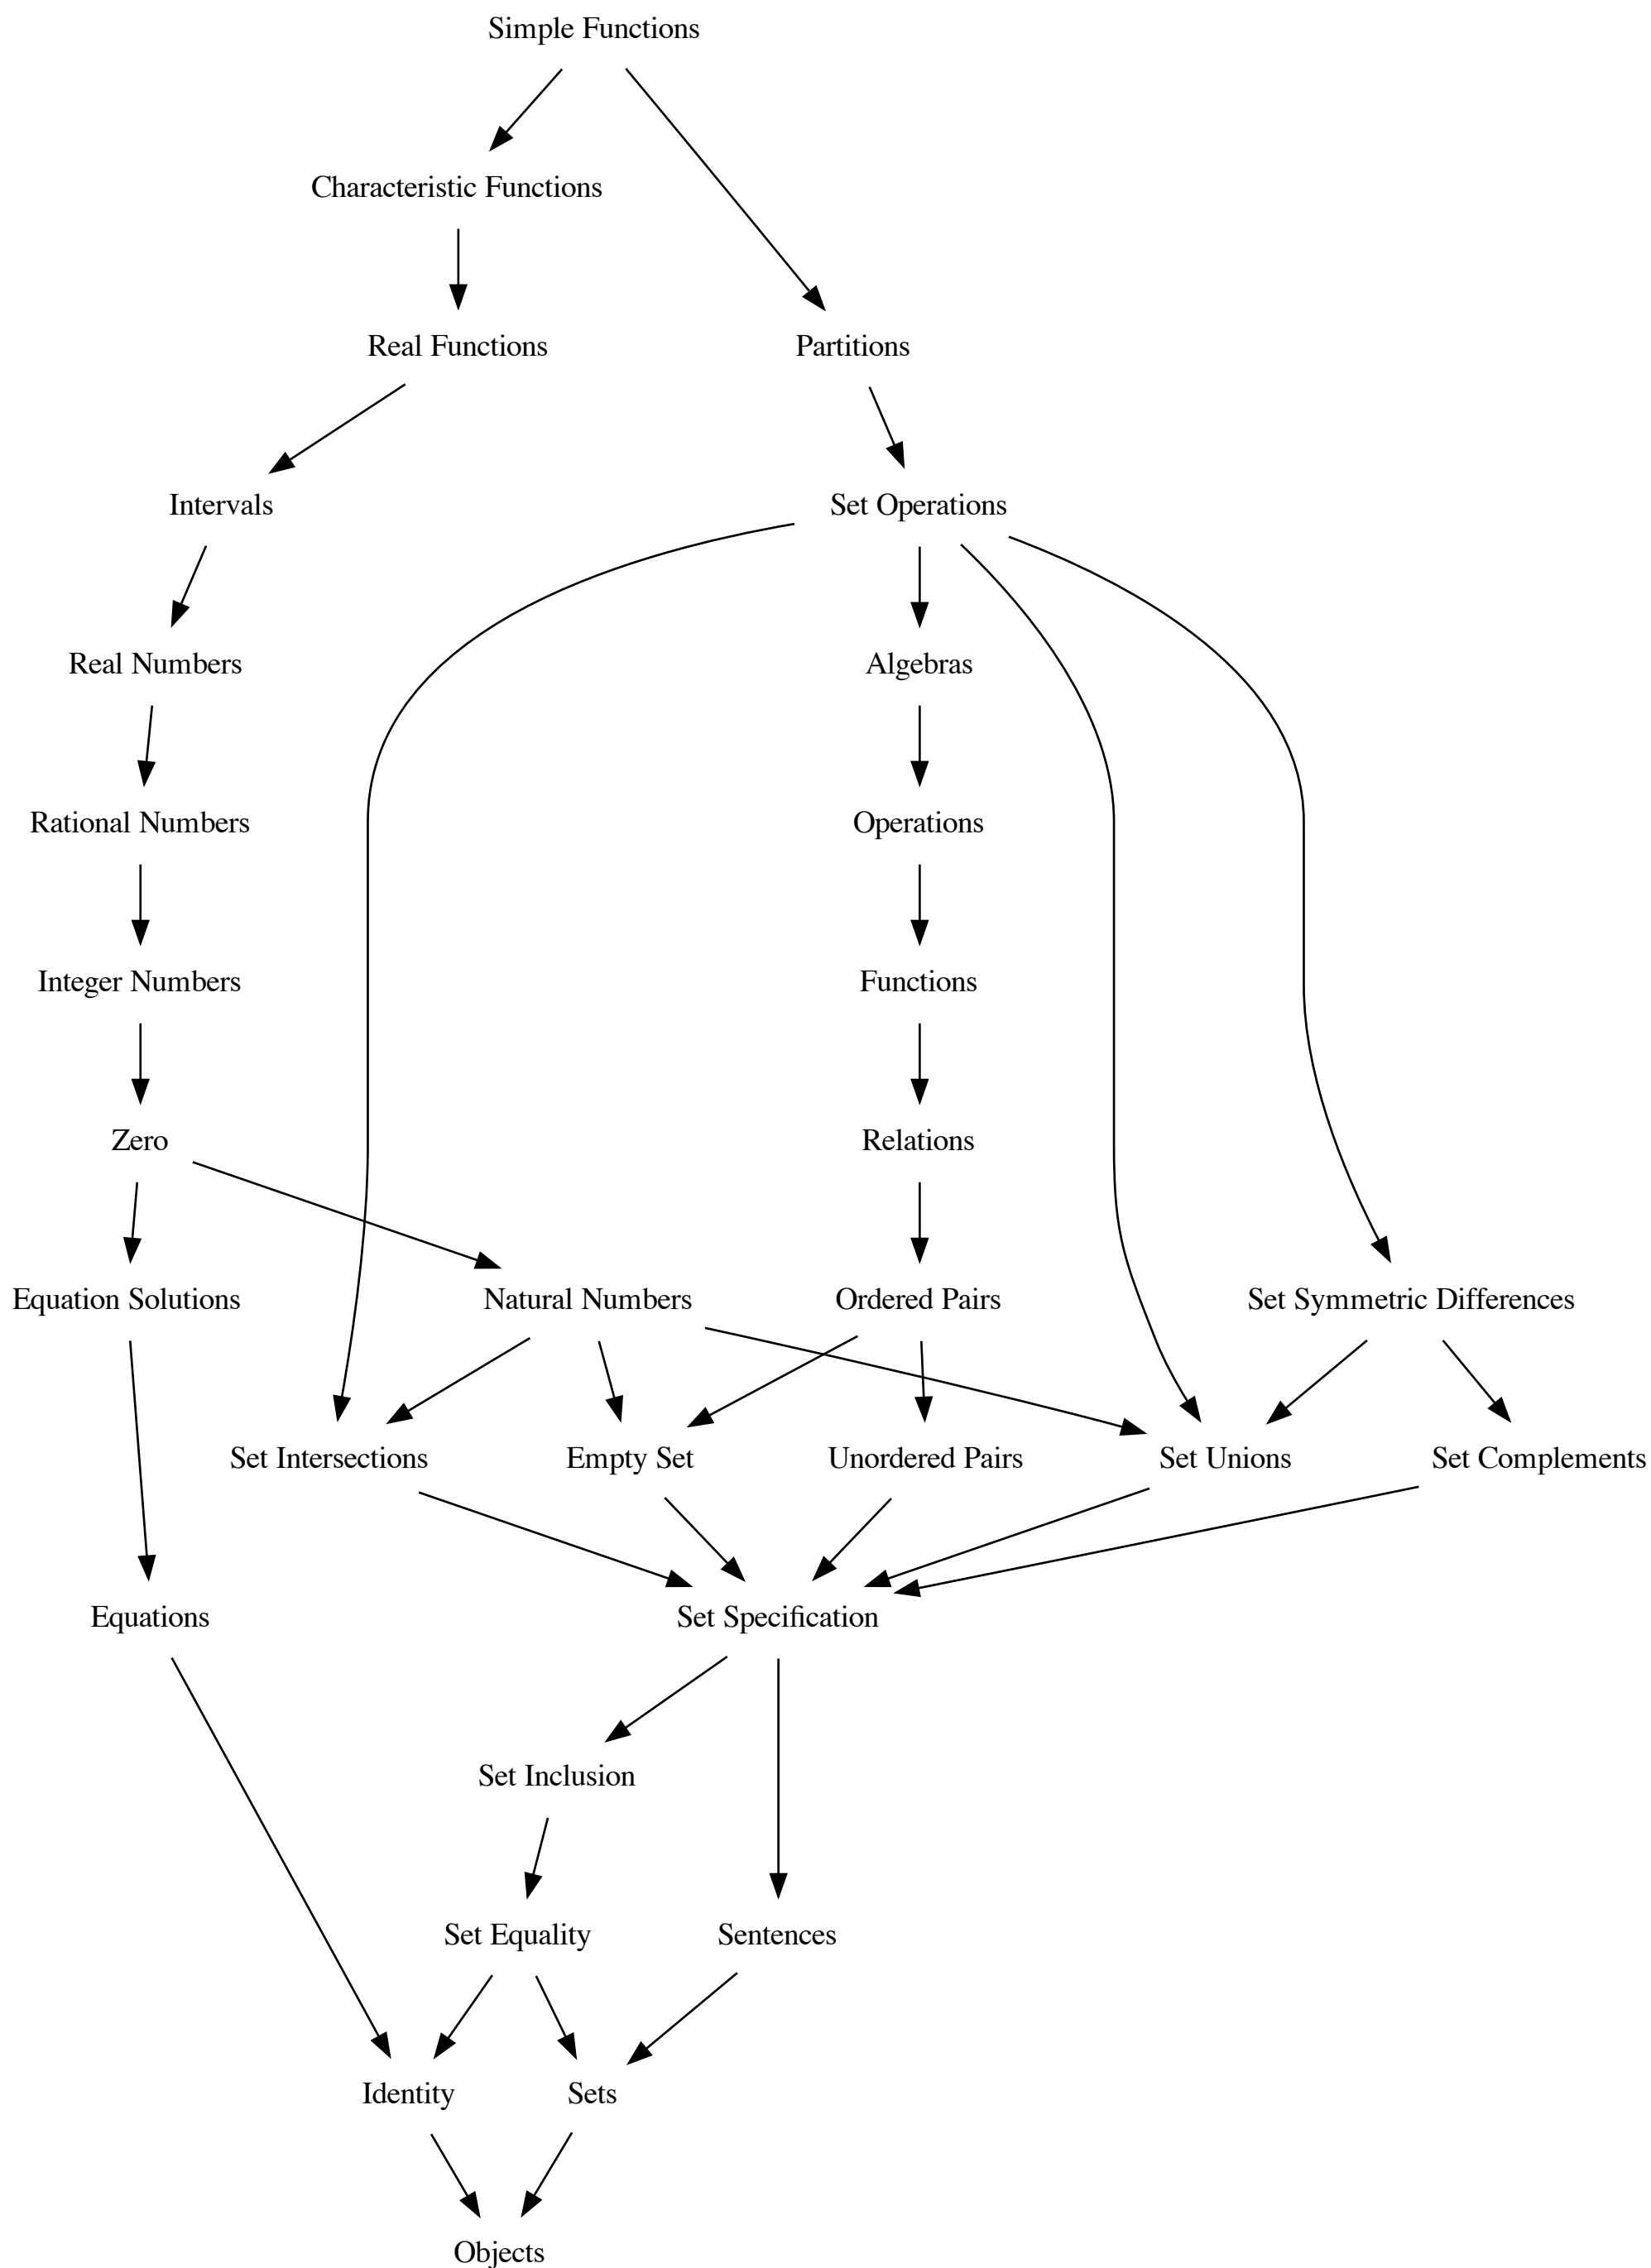 Simple Functions
Characteristic Functions
Real Functions
Partitions
Intervals
Set Operations
Real Numbers
Algebras
Rational Numbers
Operations
Integer Numbers
Functions
Zero
Relations
Equation Solutions
Natural Numbers
Ordered Pairs
Set Symmetric Differences
Set Intersections
Empty Set
Unordered Pairs
Set Unions
Set Complements
Equations
Set Specification
Set Inclusion
Set Equality
Sentences
Identity
Sets
Objects